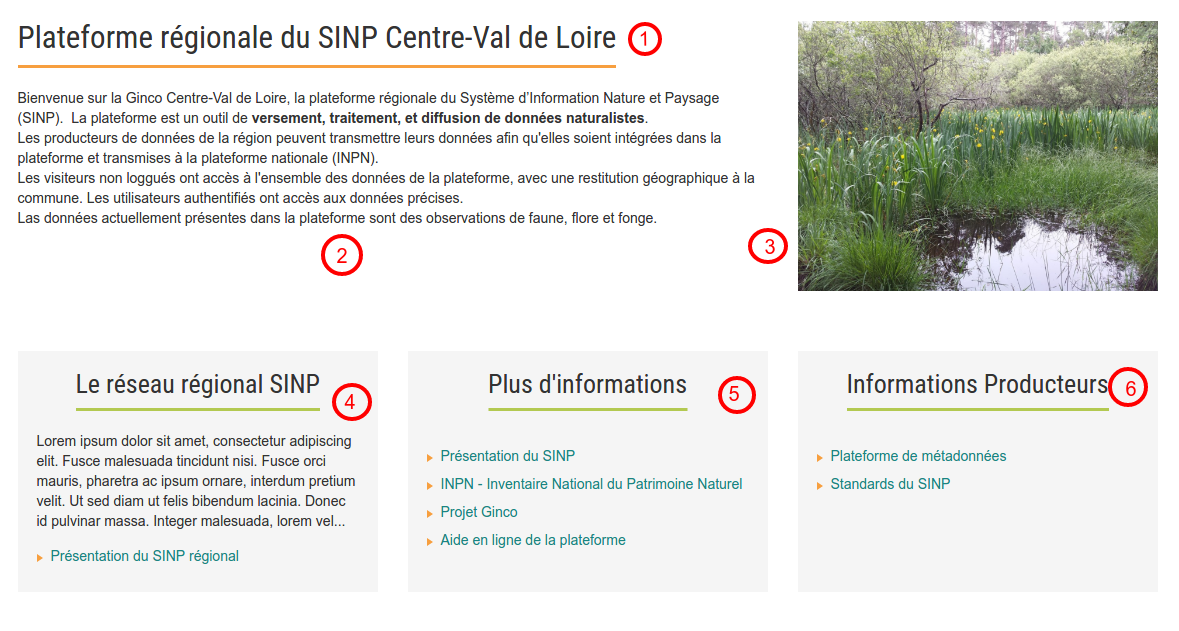 Plateforme régionale du SINP Centre-Val de Loire 1
Bienvenue sur la Ginco Centre-Val de Loire, la plateforme régionale du Système d'Information Nature et Paysage
(SINP).  La plateforme est un outil de versement, traitement, et diffusion de données naturalistes.
Les producteurs de données de la région peuvent transmettre leurs données afin qu'elles soient intégrées dans la
plateforme et transmises à la plateforme nationale (INPN).
Les visiteurs non loggués ont accès à l'ensemble des données de la plateforme, avec une restitution géographique à la
commune. Les utilisateurs authentifiés ont accès aux données précises.
Las données actuellement présentes dans la plateforme sont des observations de faune, flore et fonge.
2
3
Le réseau régional SINP 4
Lorem ipsum dolor sit amet, consectetur adipiscing
elit. Fusce malesuada tincidunt nisi. Fusce orci
mauris, pharetra ac ipsum ornare, interdum pretium
velit. Ut sed diam ut felis bibendum lacinia. Donec
id pulvinar massa. Integer malesuada, lorem vel...
Présentation du SINP régional
Plus d'informations 5
Présentation du SINP
INPN - Inventaire National du Patrimoine Naturel
Projet Ginco
Aide en ligne de la plateforme
Informations Producteurs 6
Plateforme de métadonnées
Standards du SINP